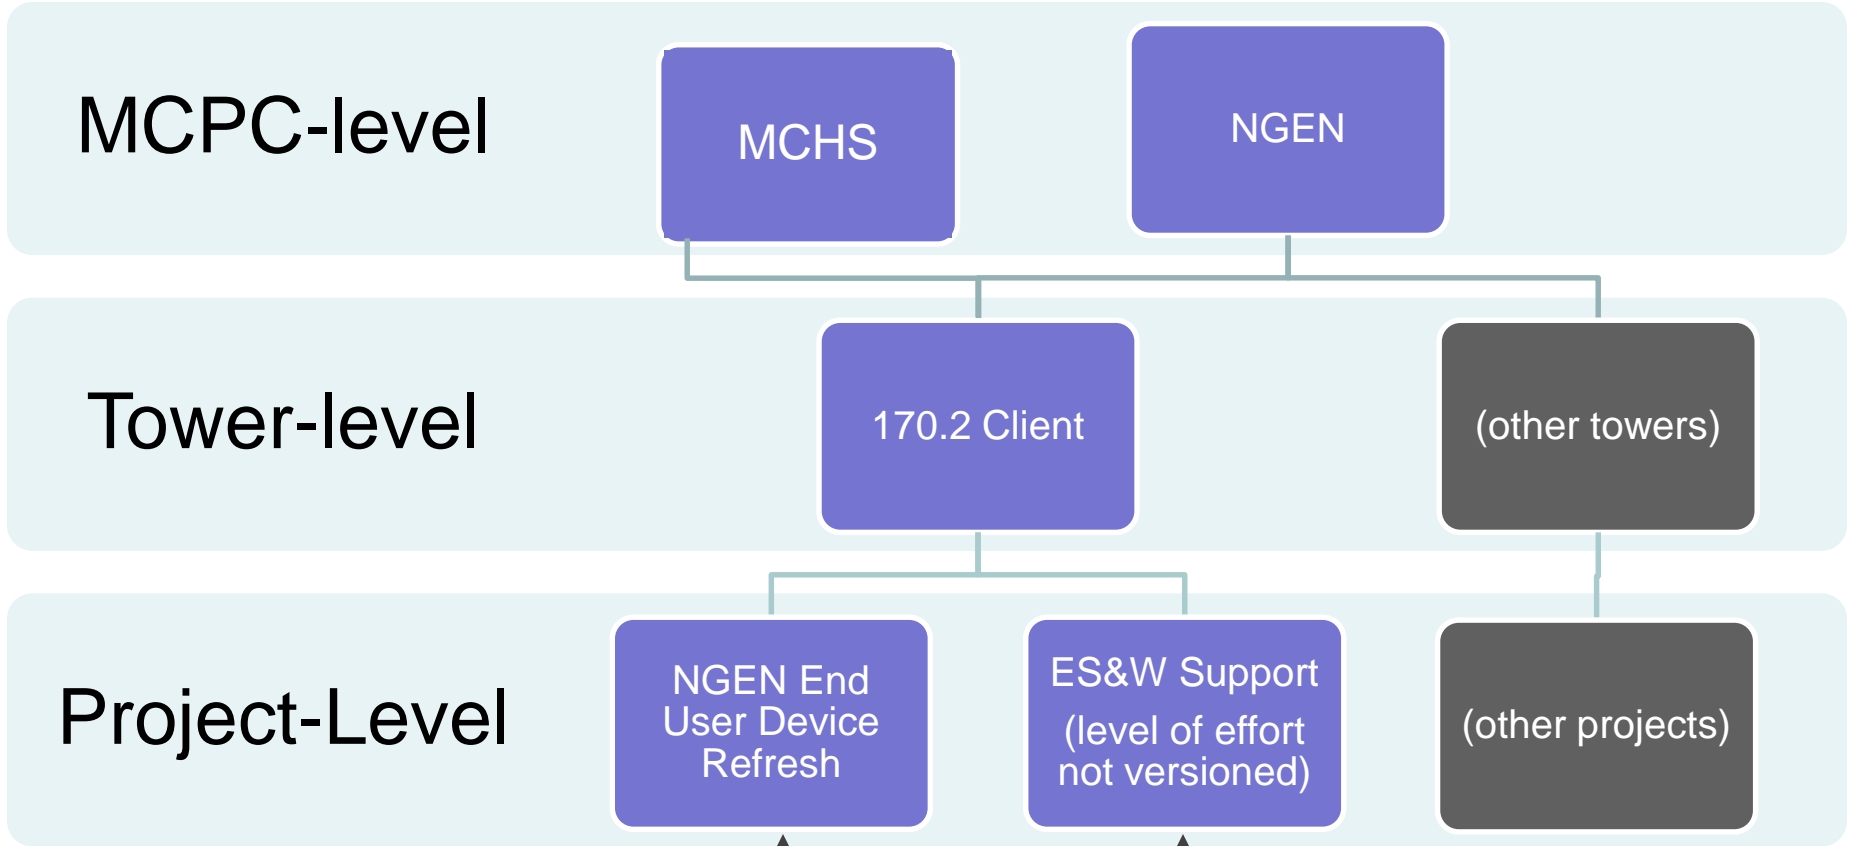 MCPC-level
MCHS
NGEN
Tower-level
170.2 Client
(other towers)
Project-Level
NGEN End
User Device
Refresh
ES&W Support
(level of effort
not versioned)
(other projects)